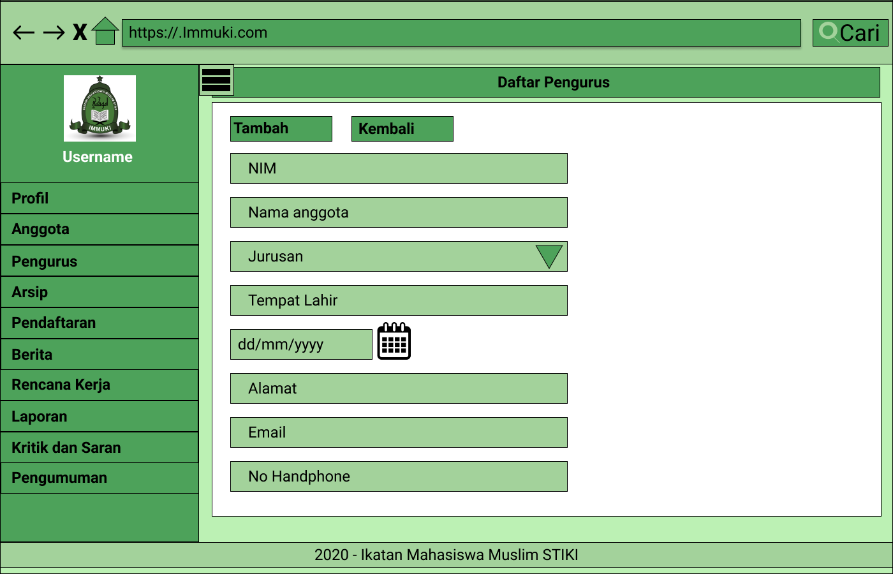 X https://.Immuki.com Cari
IMMUKI
Username
Profil
Anggota
Pengurus
Arsip
Pendaftaran
Berita
Rencana Kerja
Laporan
Kritik dan Saran
Pengumuman
Daftar Pengurus
Tambah Kembali
NIM
Nama anggota
Jurusan
Tempat Lahir
dd/mm/yyyy
Alamat
Email
No Handphone
2020 - Ikatan Mahasiswa Muslim STIKI